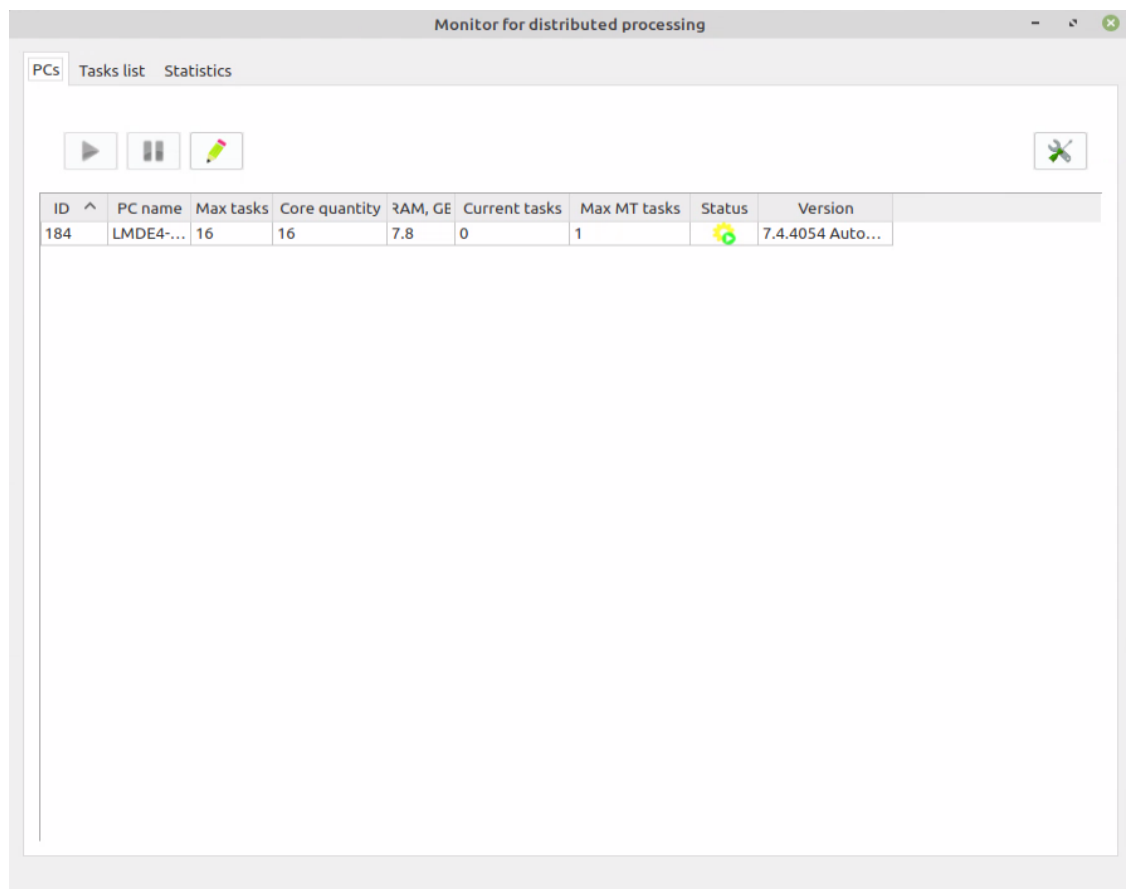 Monitor for distributed processing
PCs Tasks list Statistics
ID PC name Max tasks Core quantity RAM, GB Current tasks Max MT tasks Status Version
184 LMDE4-... 16 16 7.8 0 1 7.4.4054 Auto...